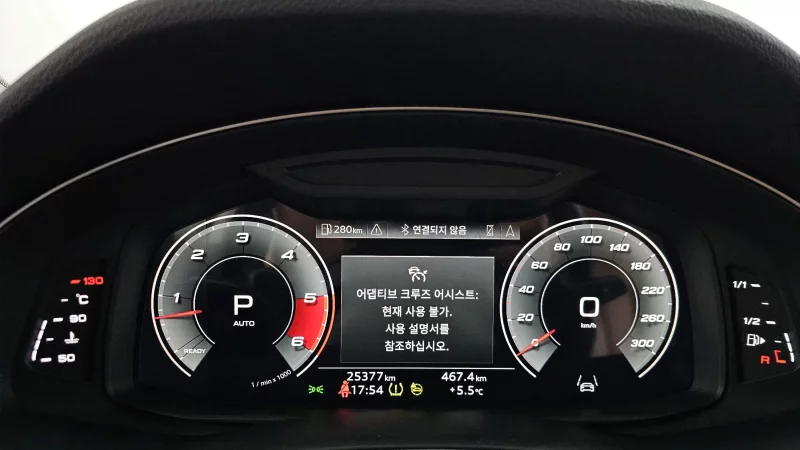 280km
연결되지 않음
1
2
3
4
5
6
READY
1 / min x 1000
P
AUTO
어댑티브 크루즈 어시스트:
현재 사용 불가.
사용 설명서를
참조하십시오.
0
20
40
60
80
100
140
180
220
260
300
0
km/h
130
°C
90
50
1/1
1/2
R
25377km
467.4km
17:54
+5.5°C